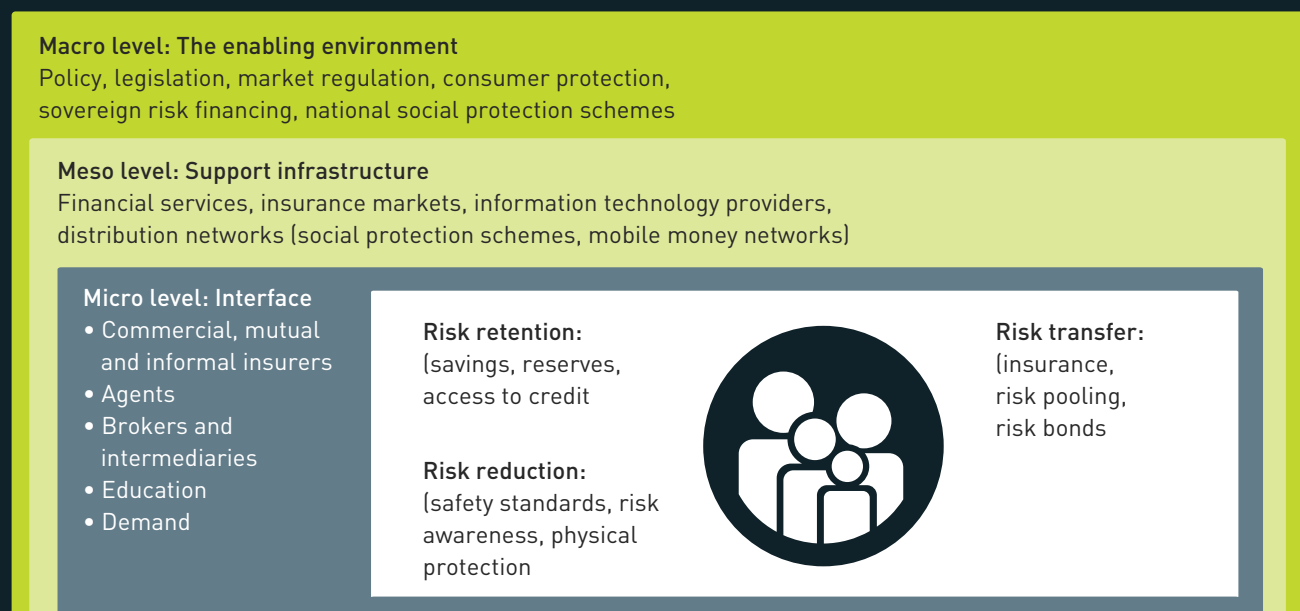 Macro level: The enabling environment
Policy, legislation, market regulation, consumer protection,
sovereign risk financing, national social protection schemes
Meso level: Support infrastructure
Financial services, insurance markets, information technology providers,
distribution networks (social protection schemes, mobile money networks)
Micro level: Interface
• Commercial, mutual
and informal insurers
• Agents
• Brokers and
intermediaries
• Education
• Demand
Risk retention:
(savings, reserves,
access to credit
Risk reduction:
(safety standards, risk
awareness, physical
protection
Risk transfer:
(insurance,
risk pooling,
risk bonds